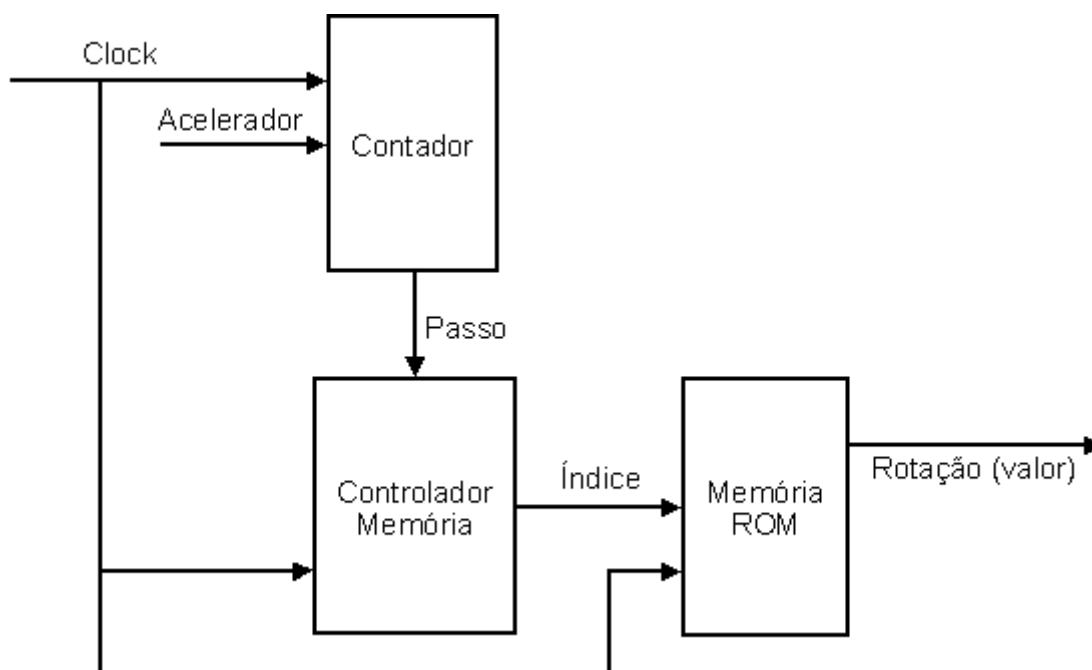 Clock
Acelerador
Contador
Passo
Controlador
Memória
Índice
Memória
ROM
Rotação (valor)